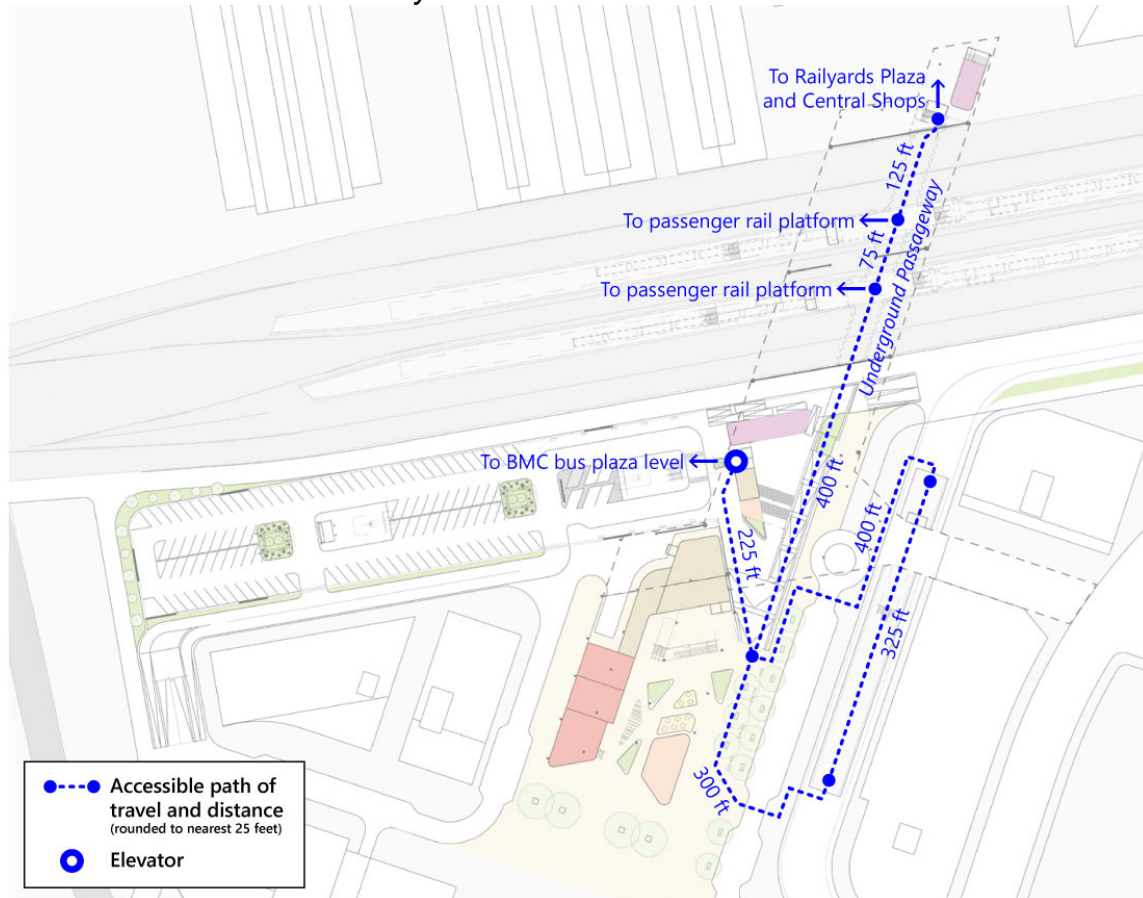 To Railyards Plaza
and Central Shops
125 ft
To passenger rail platform
75 ft
To passenger rail platform
Underground Passageway
To BMC bus plaza level
400 ft
225 ft
400 ft
325 ft
300 ft
Accessible path of
travel and distance
(rounded to nearest 25 feet)
Elevator